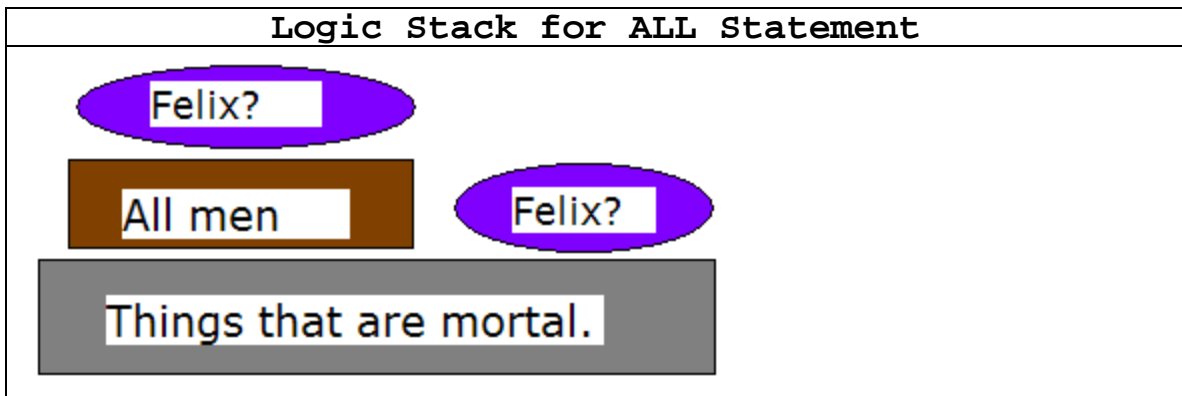 Logic Stack for ALL Statement
Felix?
All men
Felix?
Things that are mortal.